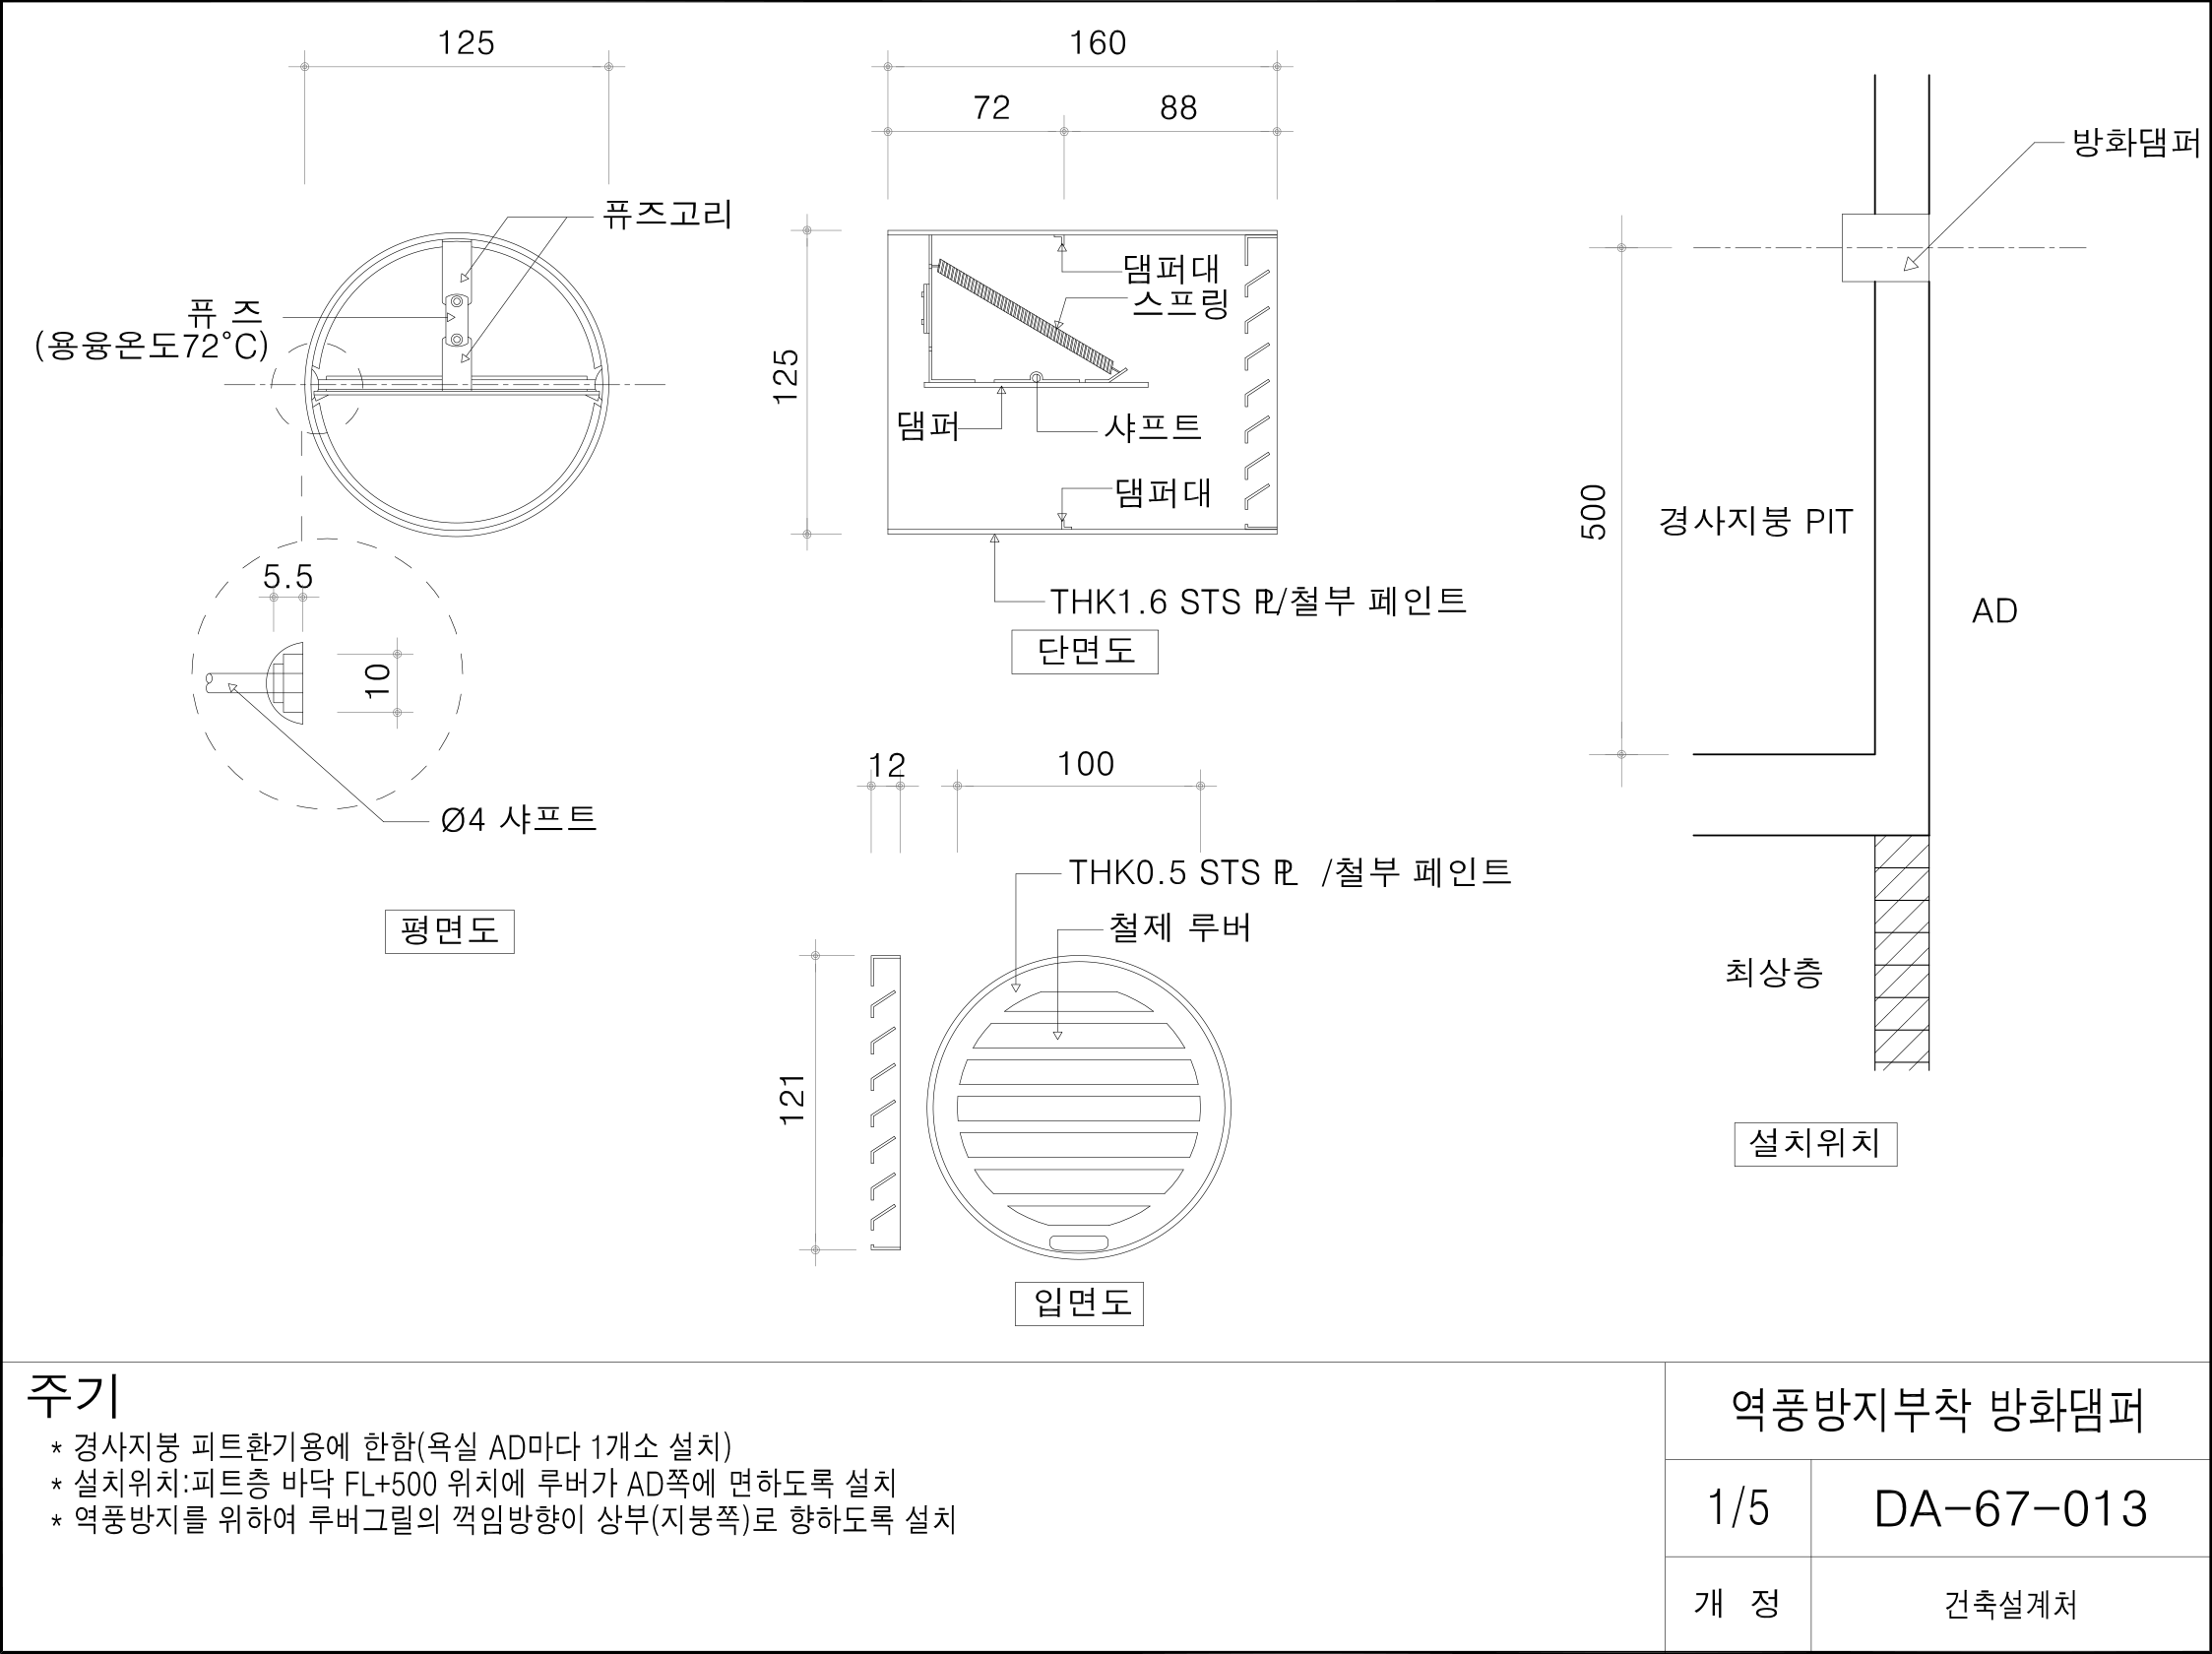 125
퓨즈고리
퓨 즈
(용융온도72°C)
5.5
10
Ø4 샤프트
평면도
160
72
88
125
댐퍼대
스프링
댐퍼
샤프트
댐퍼대
THK1.6 STS PL/철부 페인트
단면도
12
100
THK0.5 STS PL /철부 페인트
철제 루버
121
입면도
방화댐퍼
500
경사지붕 PIT
AD
최상층
설치위치
주기
* 경사지붕 피트환기용에 한함(욕실 AD마다 1개소 설치)
* 설치위치:피트층 바닥 FL+500 위치에 루버가 AD쪽에 면하도록 설치
* 역풍방지를 위하여 루버그릴의 꺾임방향이 상부(지붕쪽)로 향하도록 설치
역풍방지부착 방화댐퍼
1/5
DA-67-013
개 정
건축설계처